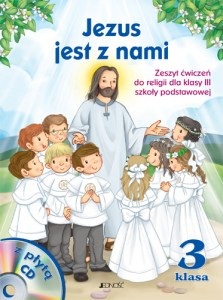 Jezus
jest z nami
Zeszyt ćwiczeń
do religii dla klasy III
szkoły podstawowej
z płytą
CD
3
klasa
JEDNOŚĆ